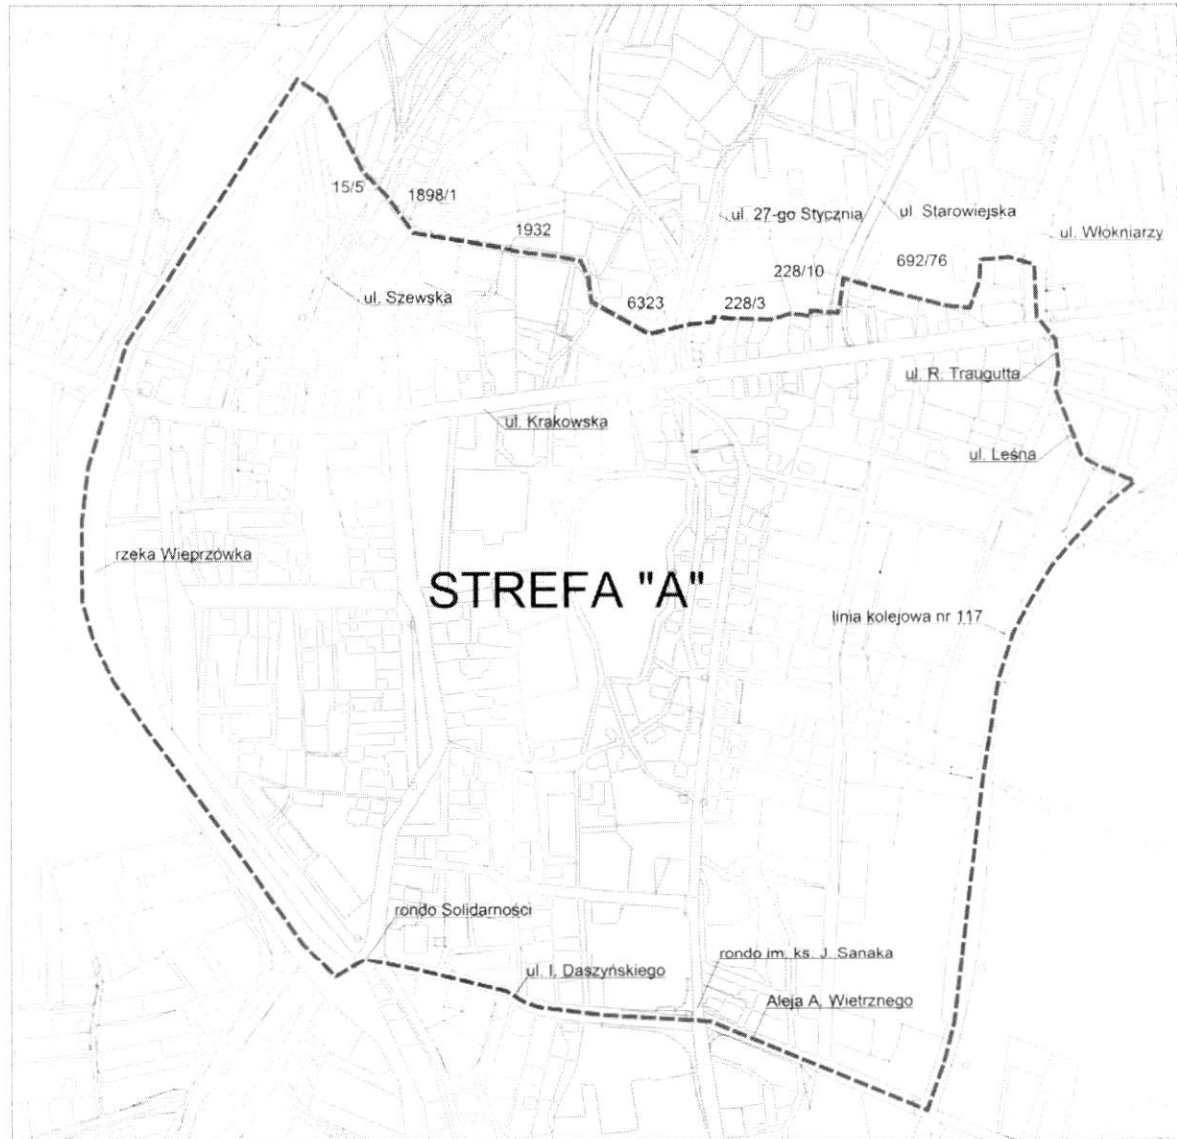 15/5
1898/1
1932
ul. 27-go Stycznia
ul. Starowiejska
ul. Włókniarzy
692/76
228/10
ul. Szewska
6323
228/3
ul. R. Traugutta
ul. Krakowska
ul. Leśna
rzeka Wieprzówka
STREFA "A"
linia kolejowa nr 117
rondo Solidarności
rondo im. ks. J. Sanaka
ul. I. Daszyńskiego
Aleja A. Wietrznego